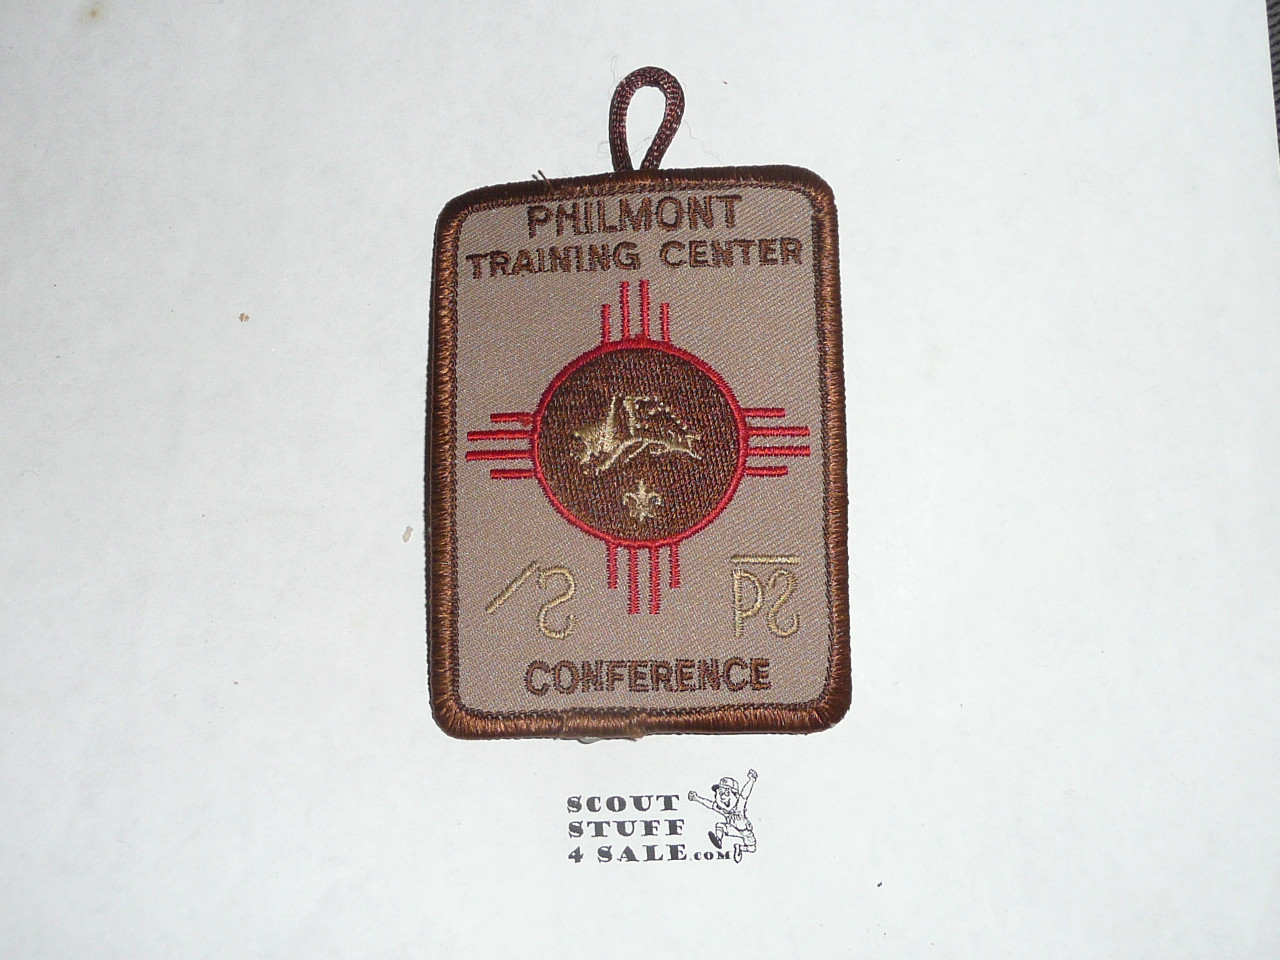 PHILMONT
TRAINING CENTER
CONFERENCE
SCOUT
STUFF
4 SALE.COM